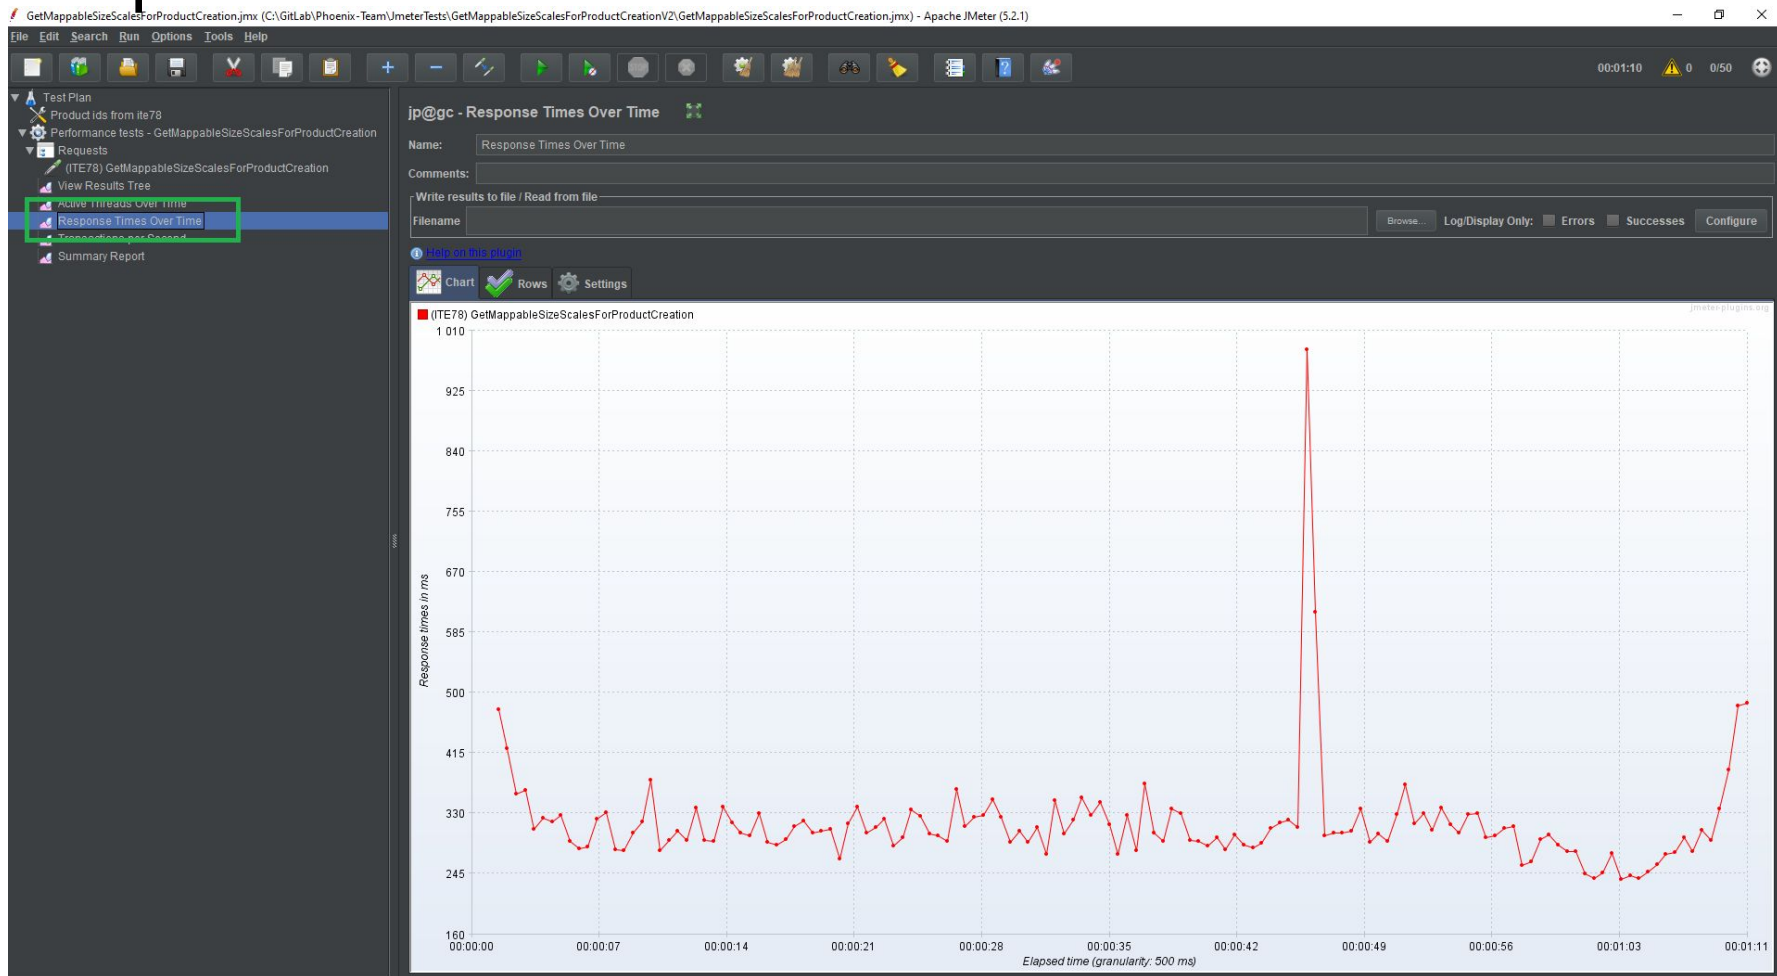 GetMappableSizeScalesForProductCreation.jmx (C:\GitLab\Phoenix-Team\JmeterTests\GetMappableSizeScalesForProductCreationV2\GetMappableSizeScalesForProductCreation.jmx) - Apache JMeter (5.2.1)
File Edit Search Run Options Tools Help
00:01:10 0 0/50
Test Plan
Product ids from ite78
Performance tests - GetMappableSizeScalesForProductCreation
Requests
(ITE78) GetMappableSizeScalesForProductCreation
View Results Tree
Active Threads Over Time
Response Times Over Time
Transactions per Second
Summary Report
jp@gc - Response Times Over Time
Name: Response Times Over Time
Comments:
Write results to file / Read from file
Filename Browse... Log/Display Only: Errors Successes Configure
Help on this plugin
Chart Rows Settings
(ITE78) GetMappableSizeScalesForProductCreation
jmeter-plugins.org
1 010
925
840
755
670
585
500
415
330
245
160
Response times in ms
00:00:00 00:00:07 00:00:14 00:00:21 00:00:28 00:00:35 00:00:42 00:00:49 00:00:56 00:01:03 00:01:11
Elapsed time (granularity: 500 ms)